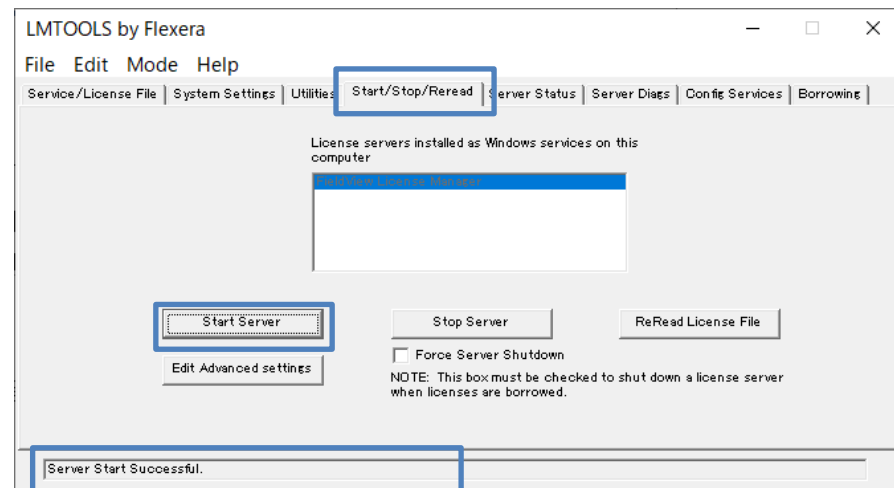 LMTOOLS by Flexera
File Edit Mode Help
Service/License File System Settings Utilities Start/Stop/Reread Server Status Server Diags Config Services Borrowing
License servers installed as Windows services on this
computer
FieldView License Manager
Start Server Stop Server ReRead License File
Force Server Shutdown
Edit Advanced settings
NOTE: This box must be checked to shut down a license server
when licenses are borrowed.
Server Start Successful.